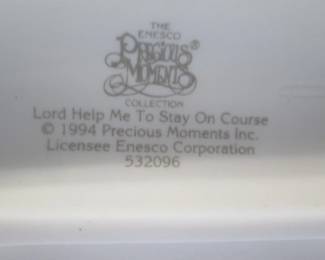 THE
ENESCO
PRECIOUS®
MOMENTS
COLLECTION
Lord Help Me To Stay On Course
© 1994 Precious Moments Inc.
Licensee Enesco Corporation
532096